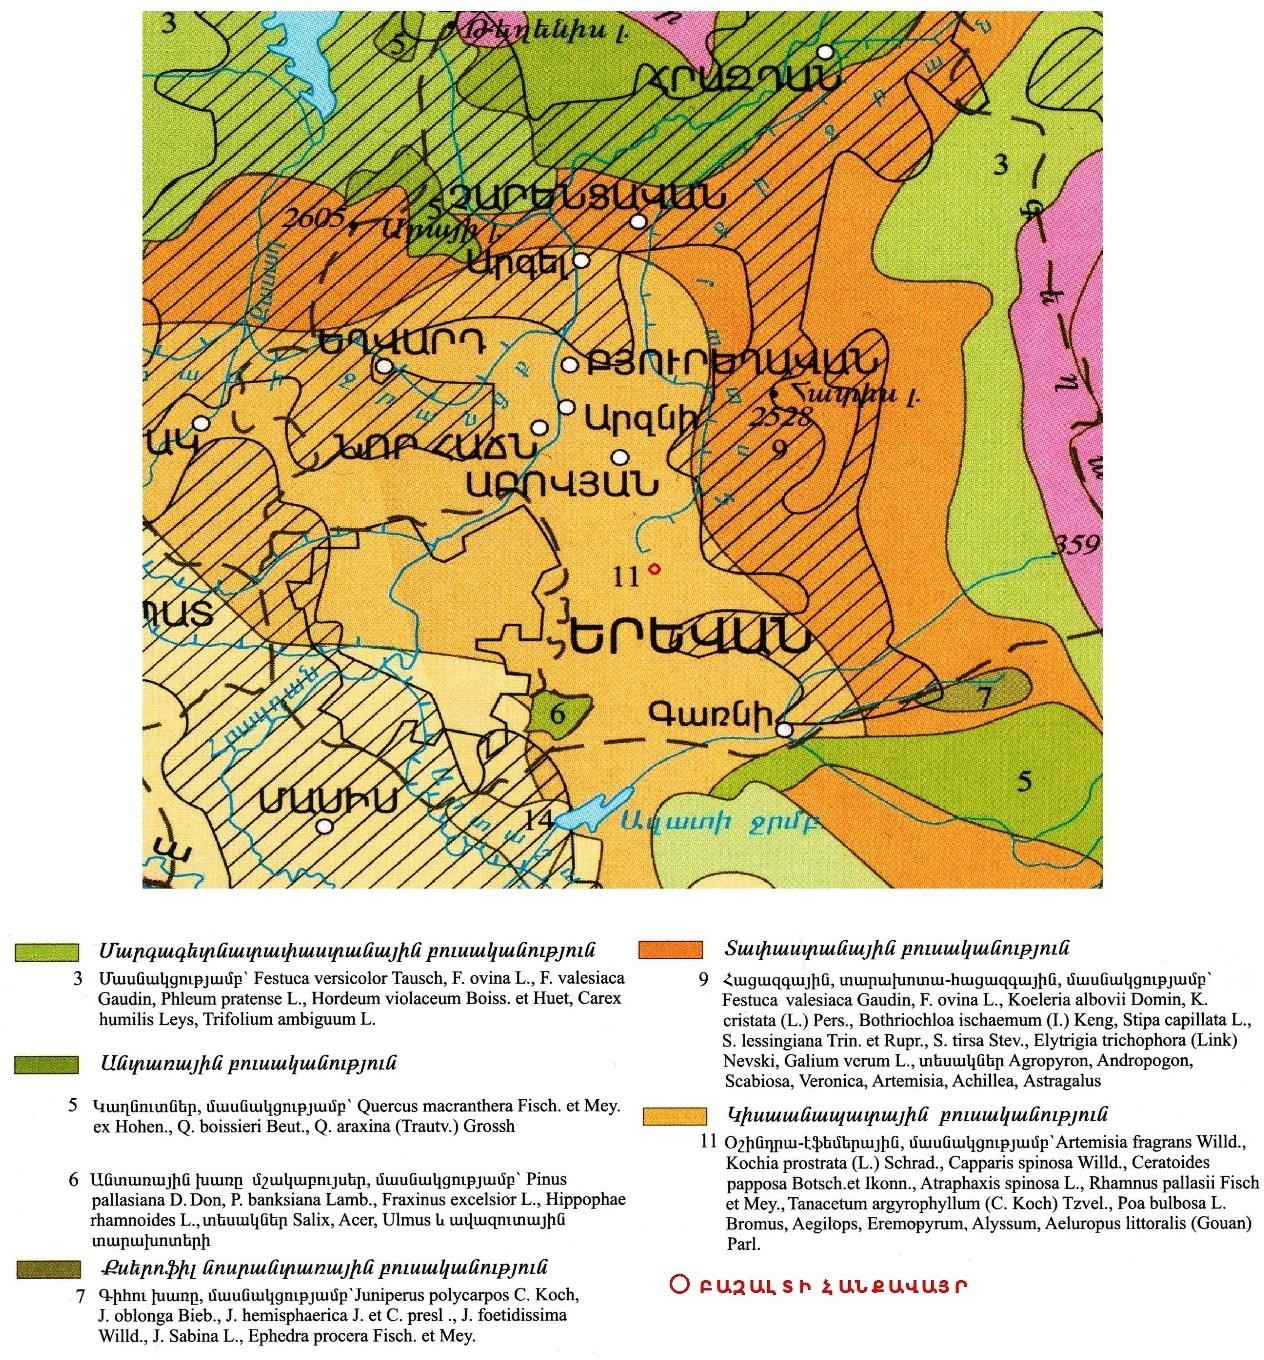 3
5
Թեղենիս լ.
ՀՐԱԶԴԱՆ
3
5
ՉԱՐԵՆՑԱՎԱՆ
2605
Արայի լ.
Արզել
Քասախ
ԵՂՎԱՐԴ
ԲՅՈՒՐԵՂԱՎԱՆ
Հատիս լ.
2528
9
Արզնի
ՆՈՐ ՀԱՃՆ
ԱԲՈՎՅԱՆ
ԱԿ
359
11
ՊԱՏ
ԵՐԵՎԱՆ
Հրազդան
6
Գառնի
7
5
ՄԱՍԻՍ
14
Ազատի ջրմբ.
Մարգագետնատափաստանային բուսականություն
3 Մասնակցությամբ՝ Festuca versicolor Tausch, F. ovina L., F. valesiaca
Gaudin, Phleum pratense L., Hordeum violaceum Boiss. et Huet, Carex
humilis Leys, Trifolium ambiguum L.
Անտառային բուսականություն
5 Կաղնուտներ, մասնակցությամբ՝ Quercus macranthera Fisch. et Mey.
ex Hohen., Q. boissieri Beut., Q. araxina (Trautv.) Grossh
6 Անտառային խառը մշակաբույսեր, մասնակցությամբ՝ Pinus
pallasiana D. Don, P. banksiana Lamb., Fraxinus excelsior L., Hippophae
rhamnoides L., տեսակներ Salix, Acer, Ulmus և ավազուտային
տարախոտերի
Քսերոֆիլ նոսրանտառային բուսականություն
7 Գիհու խառը, մասնակցությամբ՝ Juniperus polycarpos C. Koch,
J. oblonga Bieb., J. hemisphaerica J. et C. presl ., J. foetidissima
Willd., J. Sabina L., Ephedra procera Fisch. et Mey.
Տափաստանային բուսականություն
9 Հացազգային, տարախոտա-հացազգային, մասնակցությամբ՝
Festuca valesiaca Gaudin, F. ovina L., Koeleria albovii Domin, K.
cristata (L.) Pers., Bothriochloa ischaemum (I.) Keng, Stipa capillata L.,
S. lessingiana Trin. et Rupr., S. tirsa Stev., Elytrigia trichophora (Link)
Nevski, Galium verum L., տեսակներ Agropyron, Andropogon,
Scabiosa, Veronica, Artemisia, Achillea, Astragalus
Կիսաանապատային բուսականություն
11 Օշինդրա-էֆեմերային, մասնակցությամբ՝ Artemisia fragrans Willd.,
Kochia prostrata (L.) Schrad., Capparis spinosa Willd., Ceratoides
papposa Botsch.et Ikonn., Atraphaxis spinosa L., Rhamnus pallasii Fisch
et Mey., Tanacetum argyrophyllum (C. Koch) Tzvel., Poa bulbosa L.
Bromus, Aegilops, Eremopyrum, Alyssum, Aeluropus littoralis (Gouan)
Parl.
ԲԱԶԱԼՏԻ ՀԱՆՔԱՎԱՅՐ